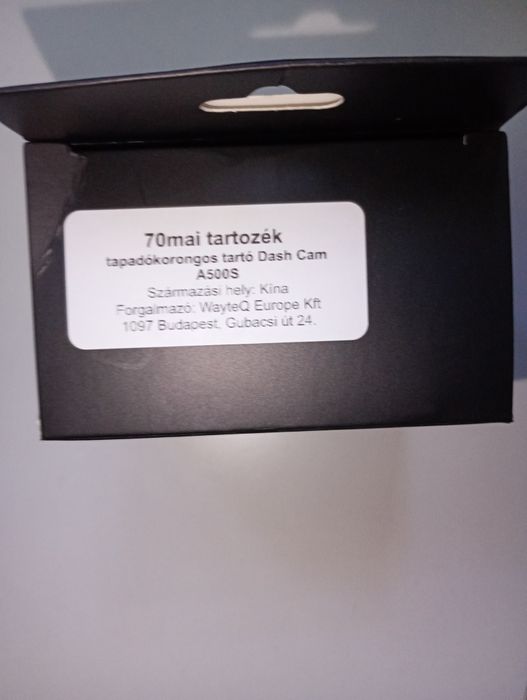 70mai tartozék
tapadókorongos tartó Dash Cam
A500S
Származási hely: Kína
Forgalmazó: WayteQ Europe Kft
1097 Budapest, Gubacsi út 24.